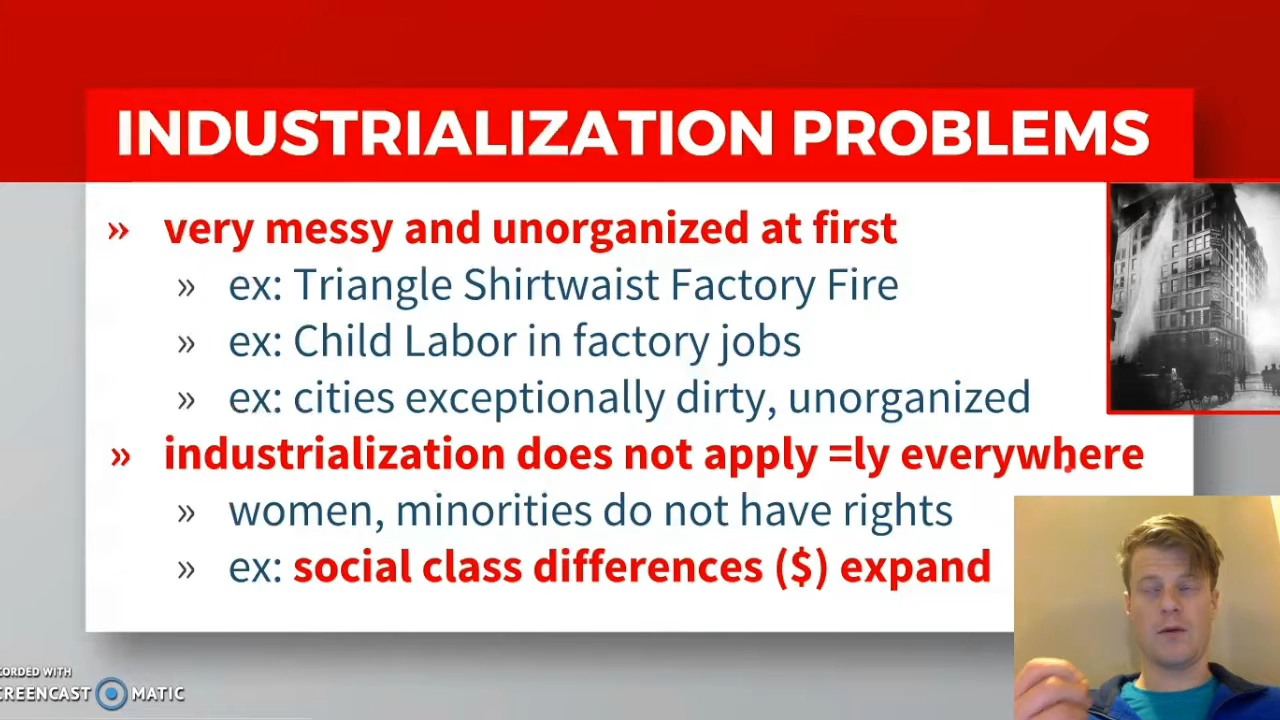 INDUSTRIALIZATION PROBLEMS
» very messy and unorganized at first
» ex: Triangle Shirtwaist Factory Fire
» ex: Child Labor in factory jobs
» ex: cities exceptionally dirty, unorganized
» industrialization does not apply =ly everywhere
» women, minorities do not have rights
» ex: social class differences ($) expand
CORDED WITH
CREENCAST MATIC